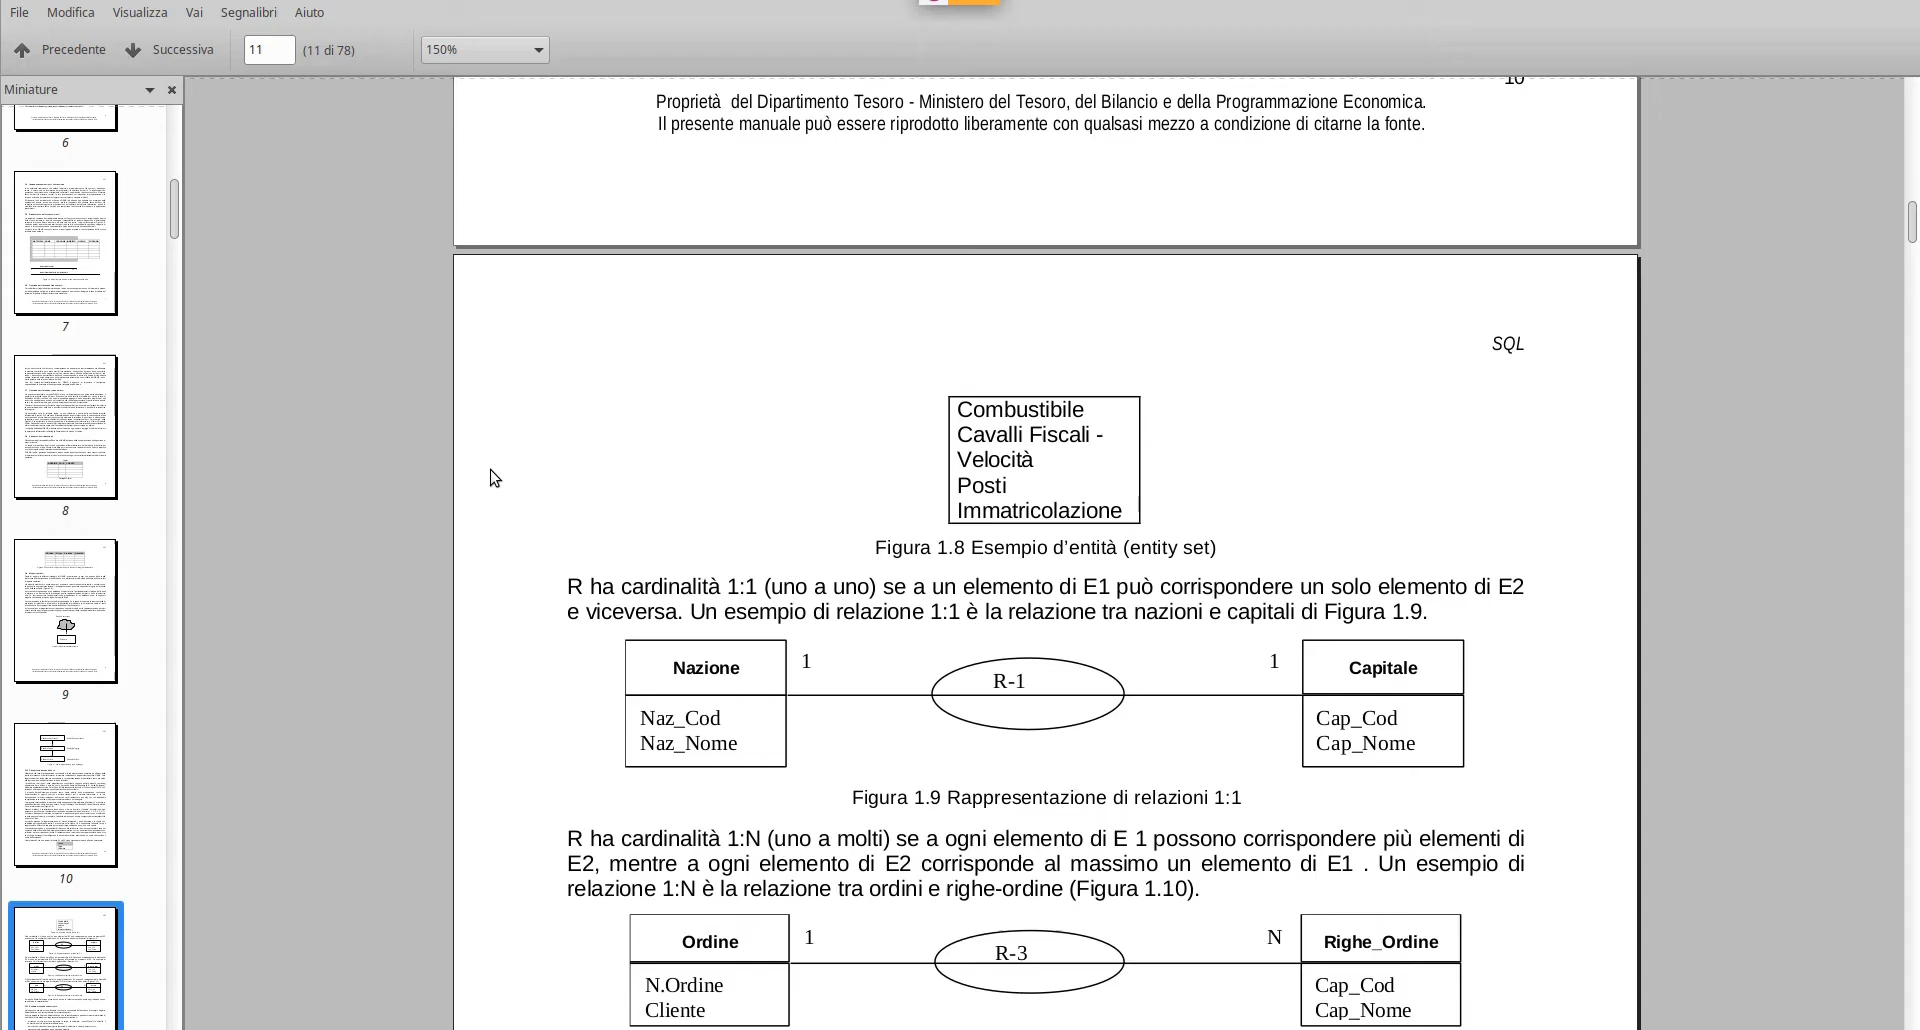 File Modifica Visualizza Vai Segnalibri Aiuto
Precedente Successiva 11 (11 di 78) 150%
Miniature
6
7
8
9
10
10
Proprietà del Dipartimento Tesoro - Ministero del Tesoro, del Bilancio e della Programmazione Economica.
Il presente manuale può essere riprodotto liberamente con qualsasi mezzo a condizione di citarne la fonte.
SQL
Combustibile
Cavalli Fiscali -
Velocità
Posti
Immatricolazione
Figura 1.8 Esempio d'entità (entity set)
R ha cardinalità 1:1 (uno a uno) se a un elemento di E1 può corrispondere un solo elemento di E2
e viceversa. Un esempio di relazione 1:1 è la relazione tra nazioni e capitali di Figura 1.9.
Nazione 1 R-1 1 Capitale
Naz_Cod Cap_Cod
Naz_Nome Cap_Nome
Figura 1.9 Rappresentazione di relazioni 1:1
R ha cardinalità 1:N (uno a molti) se a ogni elemento di E 1 possono corrispondere più elementi di
E2, mentre a ogni elemento di E2 corrisponde al massimo un elemento di E1 . Un esempio di
relazione 1:N è la relazione tra ordini e righe-ordine (Figura 1.10).
Ordine 1 R-3 N Righe_Ordine
N.Ordine Cap_Cod
Cliente Cap_Nome